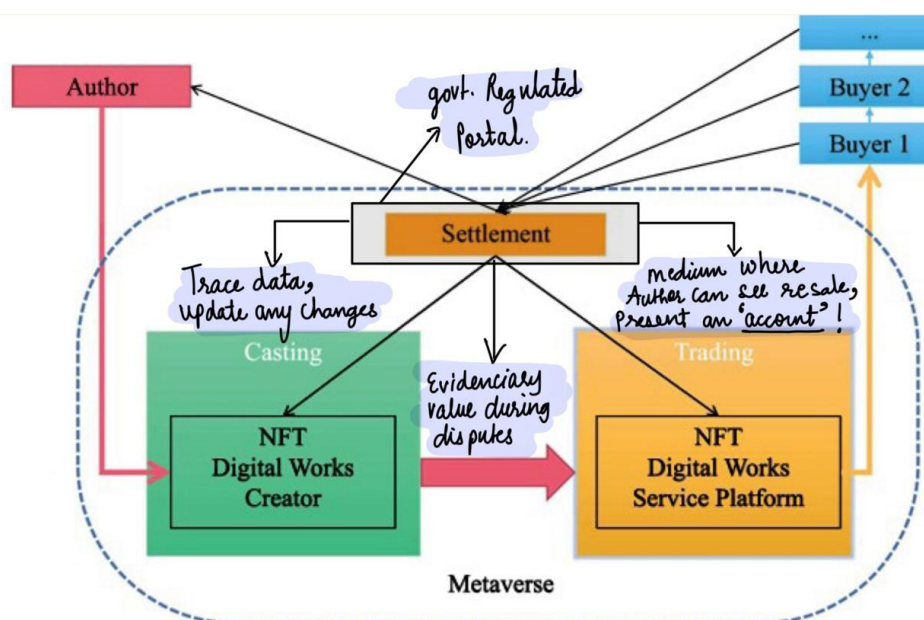 ...
Author
Buyer 2
Buyer 1
govt. Regulated
Portal.
Settlement
Trace data,
update any changes
medium where
Author can see resale,
Present an 'account' !
Casting
Trading
Evidenciary
value during
disputes
NFT
Digital Works
Creator
NFT
Digital Works
Service Platform
Metaverse